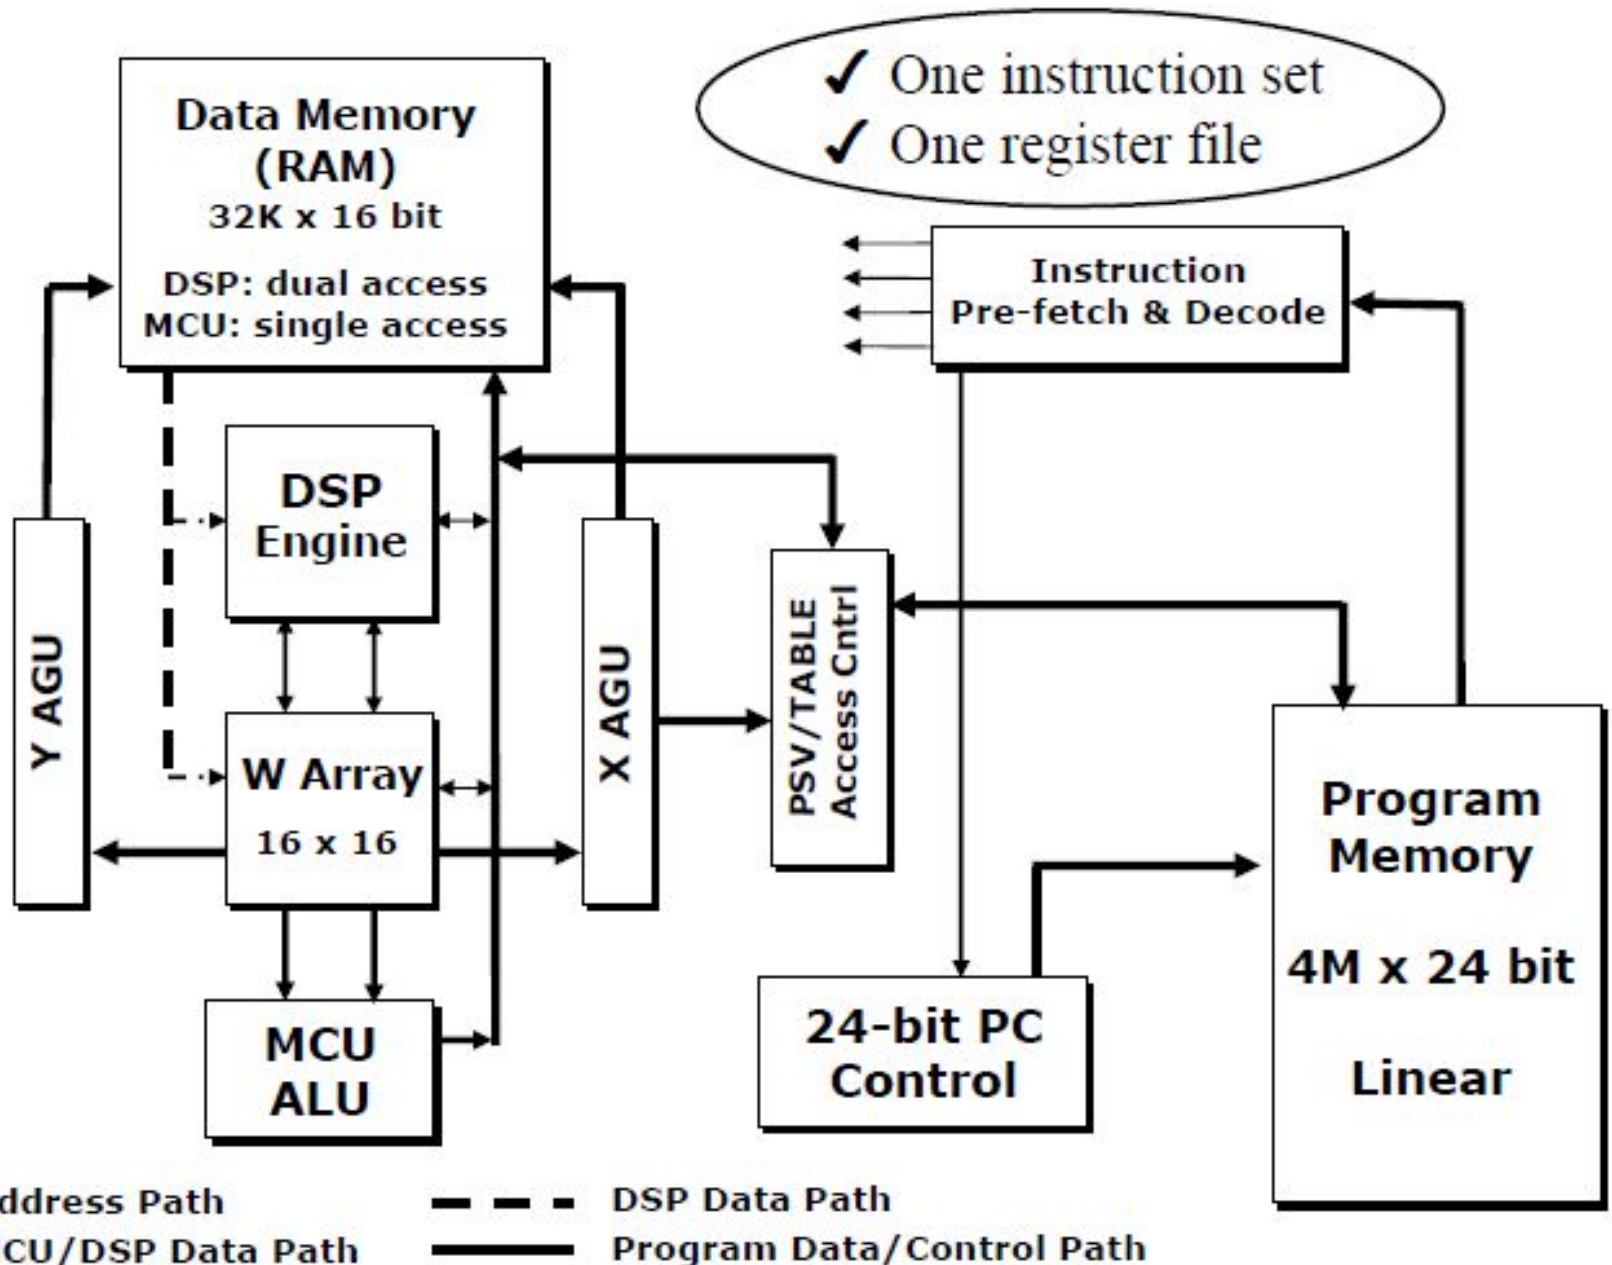 ✓ One instruction set
✓ One register file
Data Memory
(RAM)
32K x 16 bit
DSP: dual access
MCU: single access
Instruction
Pre-fetch & Decode
DSP
Engine
Y AGU
X AGU
PSV/TABLE
Access Cntrl
W Array
16 x 16
Program
Memory
4M x 24 bit
Linear
MCU
ALU
24-bit PC
Control
ddress Path
DSP Data Path
CU/DSP Data Path
Program Data/Control Path